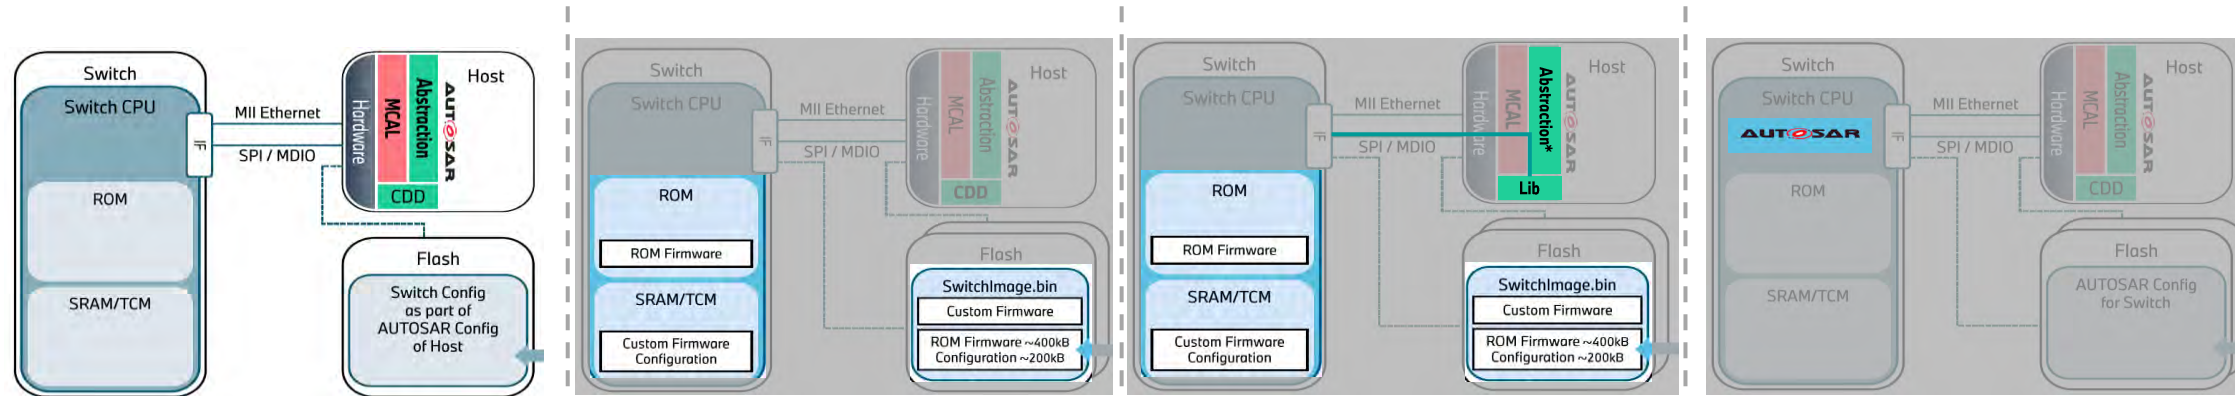 Switch
Switch CPU
IF
ROM
SRAM/TCM
MII Ethernet
SPI / MDIO
Host
Hardware
MCAL
Abstraction
AUTOSAR
CDD
Flash
Switch Config
as part of
AUTOSAR Config
of Host
Switch
Switch CPU
IF
ROM
ROM Firmware
SRAM/TCM
Custom Firmware
Configuration
MII Ethernet
SPI / MDIO
Host
Hardware
MCAL
Abstraction
AUTOSAR
CDD
Flash
SwitchImage.bin
Custom Firmware
ROM Firmware ~400kB
Configuration ~200kB
Switch
Switch CPU
IF
ROM
ROM Firmware
SRAM/TCM
Custom Firmware
Configuration
MII Ethernet
SPI / MDIO
Host
Hardware
MCAL
Abstraction*
AUTOSAR
Lib
Flash
SwitchImage.bin
Custom Firmware
ROM Firmware ~400kB
Configuration ~200kB
Switch
Switch CPU
AUTOSAR
IF
ROM
SRAM/TCM
MII Ethernet
SPI / MDIO
Host
Hardware
MCAL
Abstraction
AUTOSAR
CDD
Flash
AUTOSAR Config
for Switch